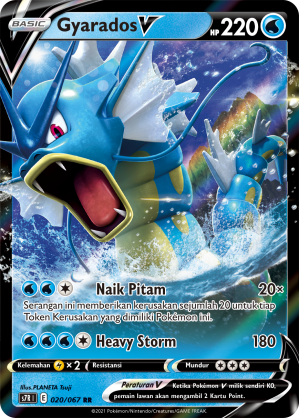 BASIC Gyarados V HP 220
Naik Pitam 20×
Serangan ini memberikan kerusakan sejumlah 20 untuk tiap
Token Kerusakan yang dimiliki Pokémon ini.
Heavy Storm 180
Kelemahan ×2 Resistansi Mundur
Illus. PLANETA Tsuji
Peraturan V Ketika Pokémon V milik sendiri KO,
pemain lawan akan mengambil 2 Kartu Point.
s7R I E 020/067 RR
©2021 Pokémon/Nintendo/Creatures/GAME FREAK.